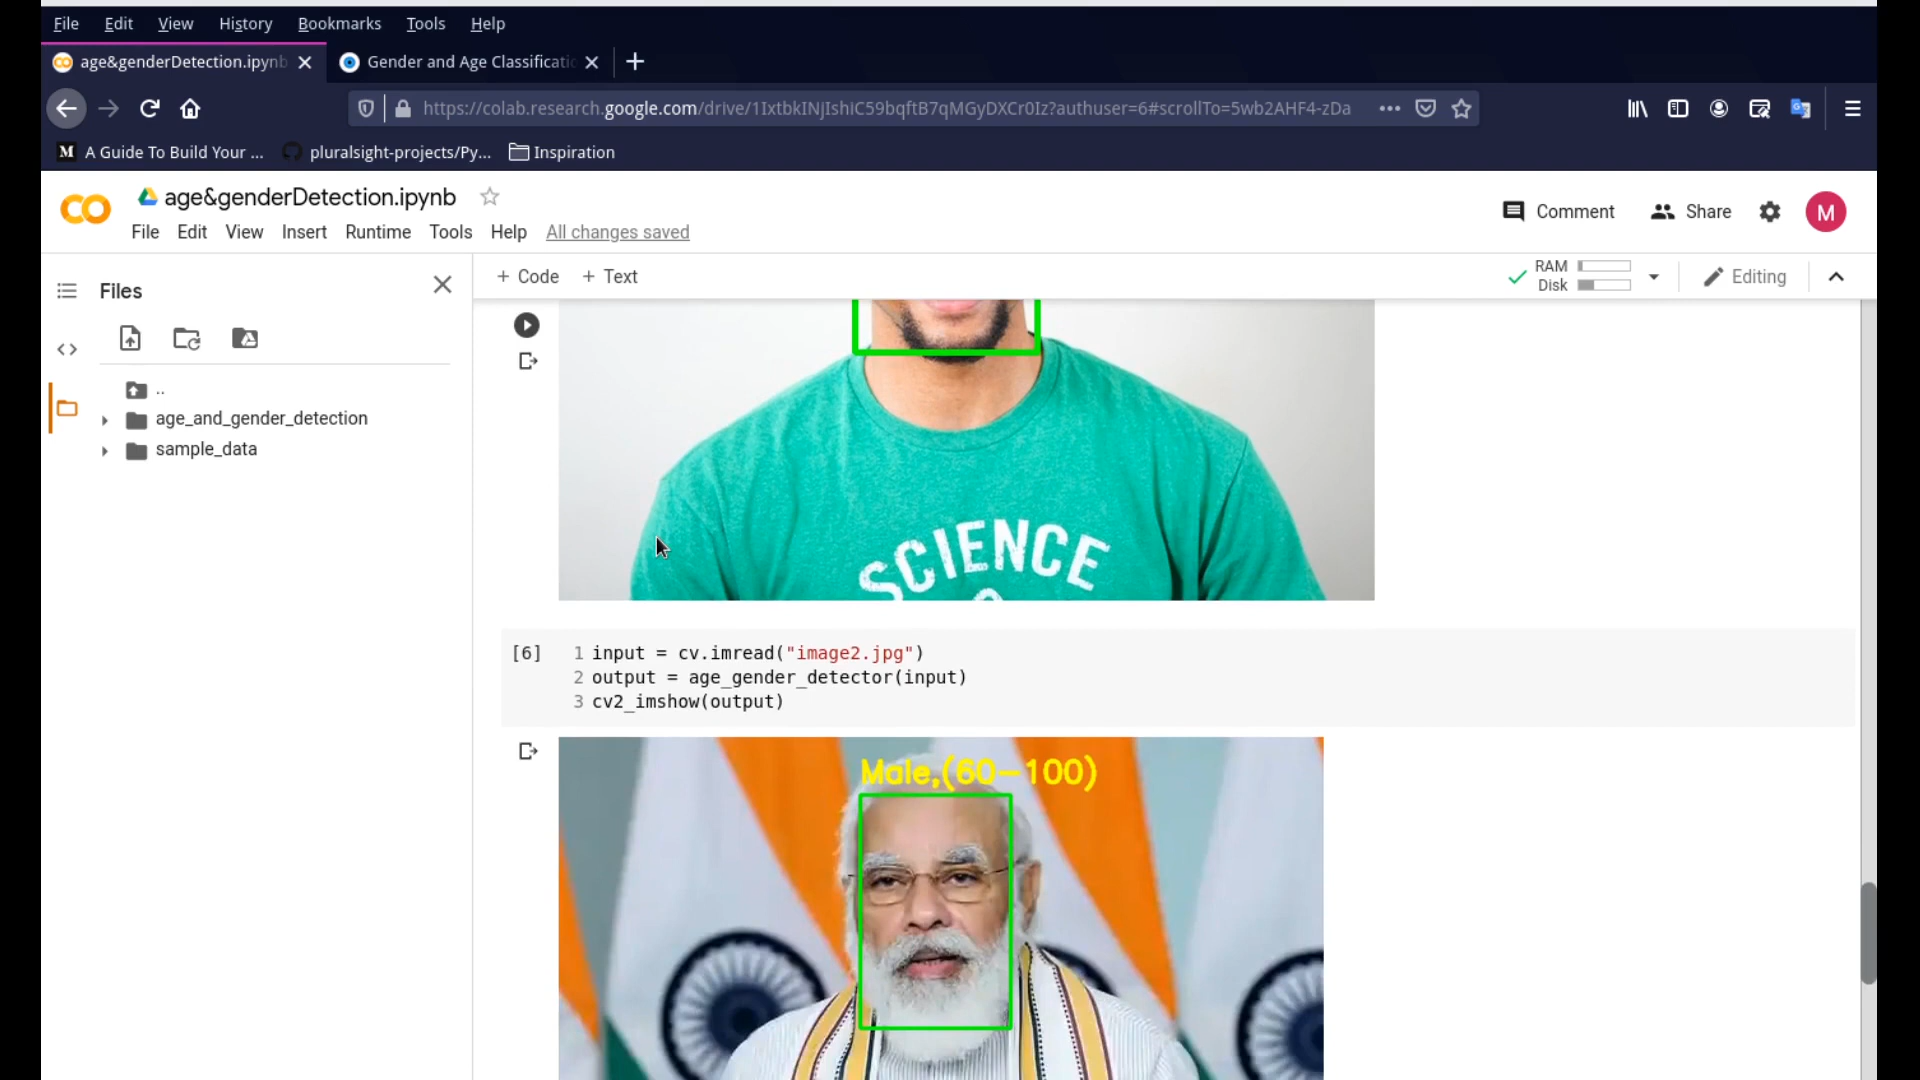 File Edit View History Bookmarks Tools Help
age&genderDetection.ipynb
Gender and Age Classificatio
https://colab.research.google.com/drive/1IxtbkINjIshiC59bqftB7qMGyDXCr0Iz?authuser=6#scrollTo=5wb2AHF4-zDa
M A Guide To Build Your ... pluralsight-projects/Py... Inspiration
age&genderDetection.ipynb
Comment Share M
File Edit View Insert Runtime Tools Help All changes saved
Files
+ Code + Text
RAM
Disk
Editing
..
age_and_gender_detection
sample_data
SCIENCE
[6]
1 input = cv.imread("image2.jpg")
2 output = age_gender_detector(input)
3 cv2_imshow(output)
Male,(60-100)